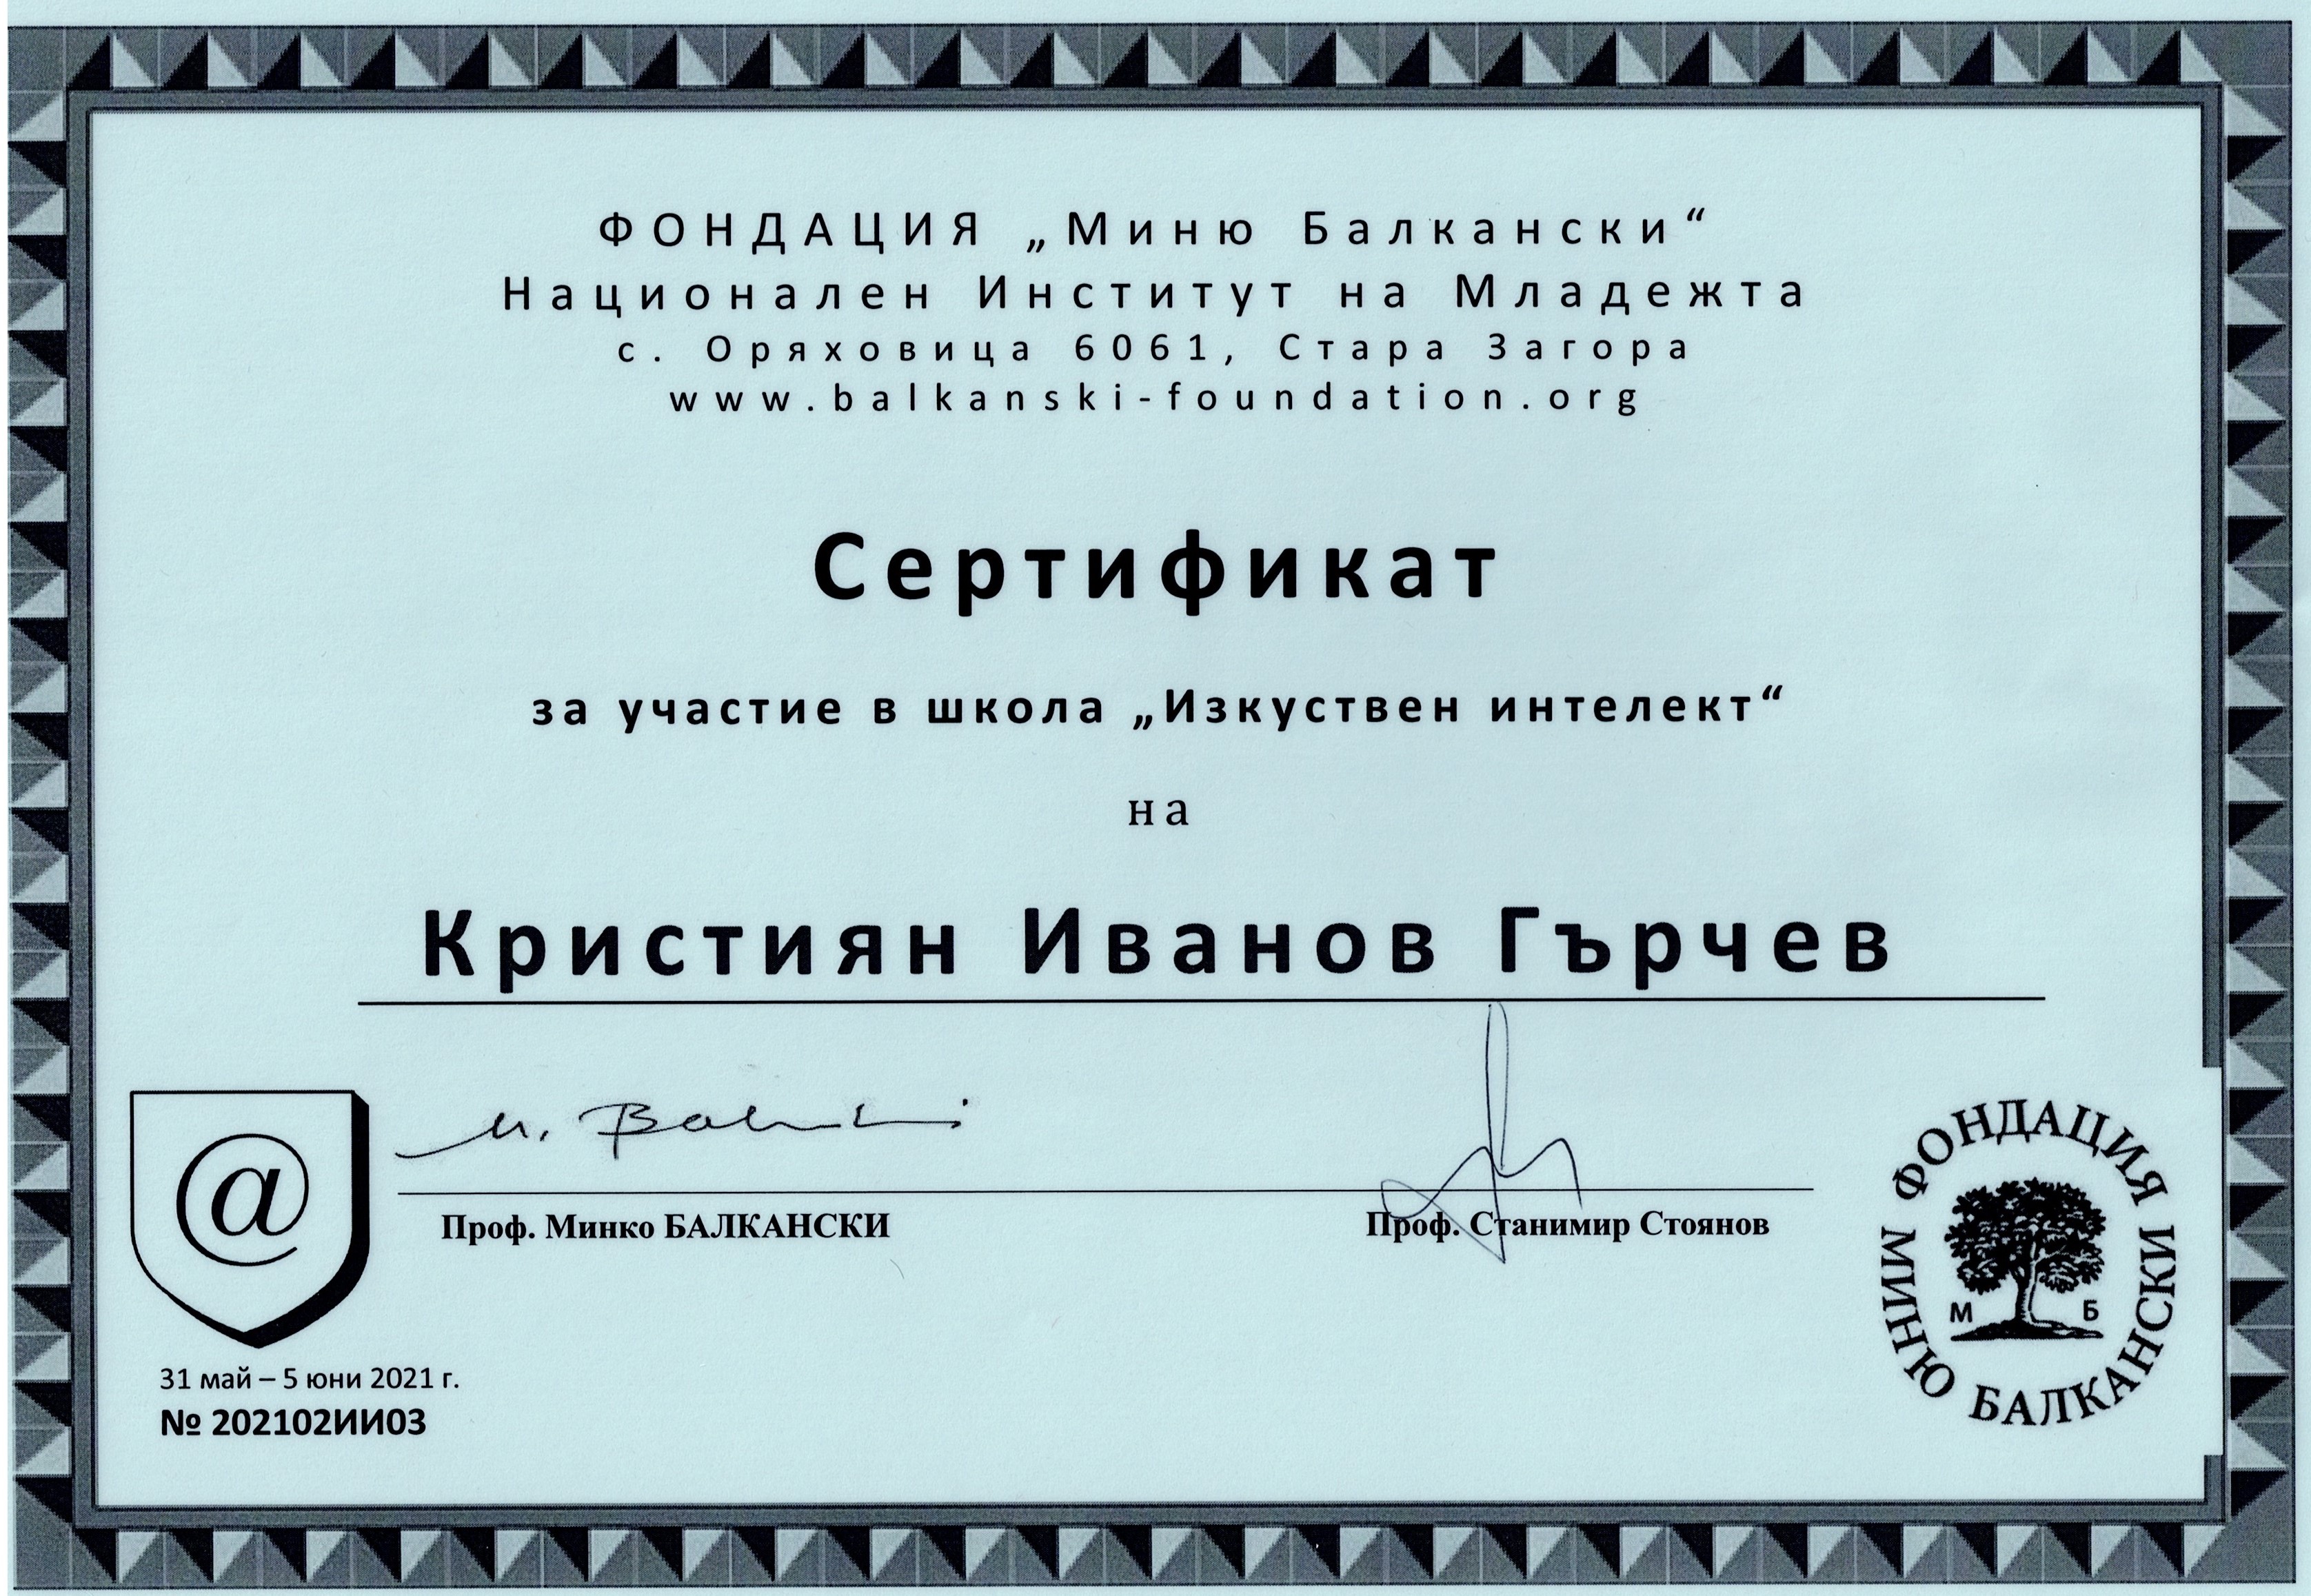 ФОНДАЦИЯ „Миню Балкански“
Национален Институт на Младежта
с. Оряховица 6061, Стара Загора
www.balkanski-foundation.org
Сертификат
за участие в школа „Изкуствен интелект“
на
Кристиян Иванов Гърчев
@
М. Balkanski
Проф. Минко БАЛКАНСКИ
Проф. Станимир Стоянов
31 май – 5 юни 2021 г.
№ 202102ИИ03
ФОНДАЦИЯ
МИНЮ БАЛКАНСКИ
М Б